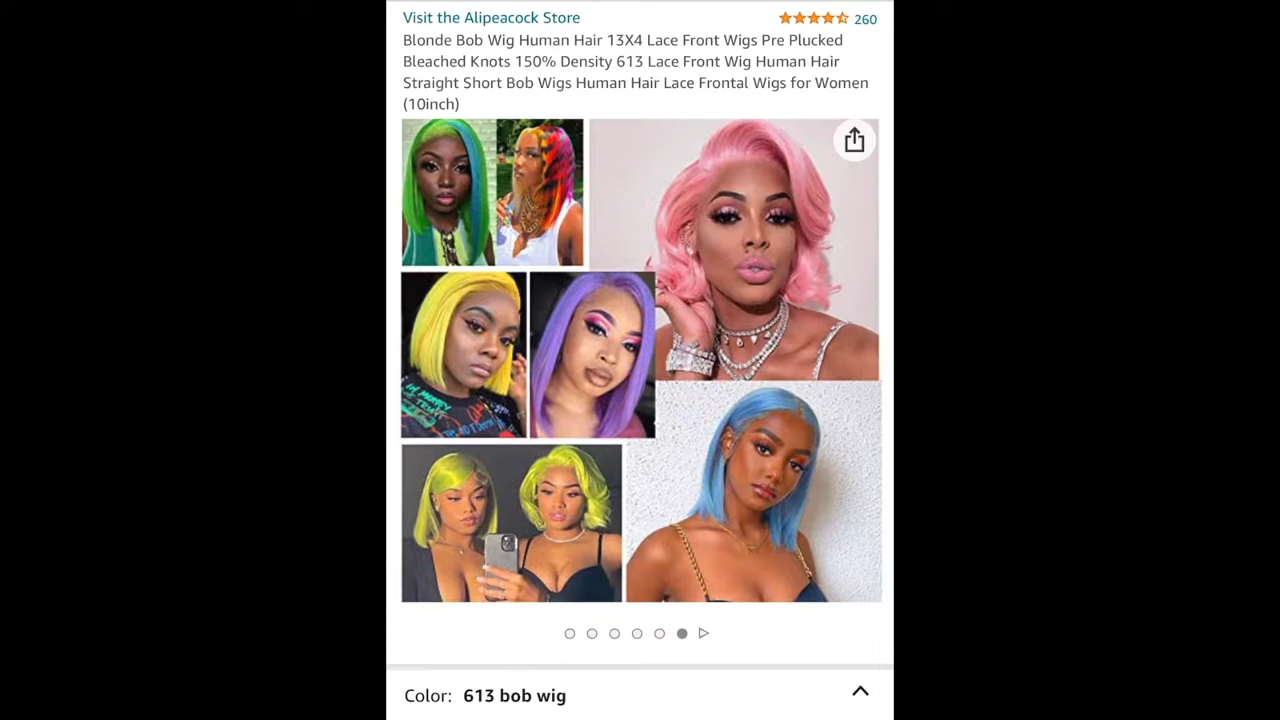 Visit the Alipeacock Store
260
Blonde Bob Wig Human Hair 13X4 Lace Front Wigs Pre Plucked
Bleached Knots 150% Density 613 Lace Front Wig Human Hair
Straight Short Bob Wigs Human Hair Lace Frontal Wigs for Women
(10inch)
Color: 613 bob wig